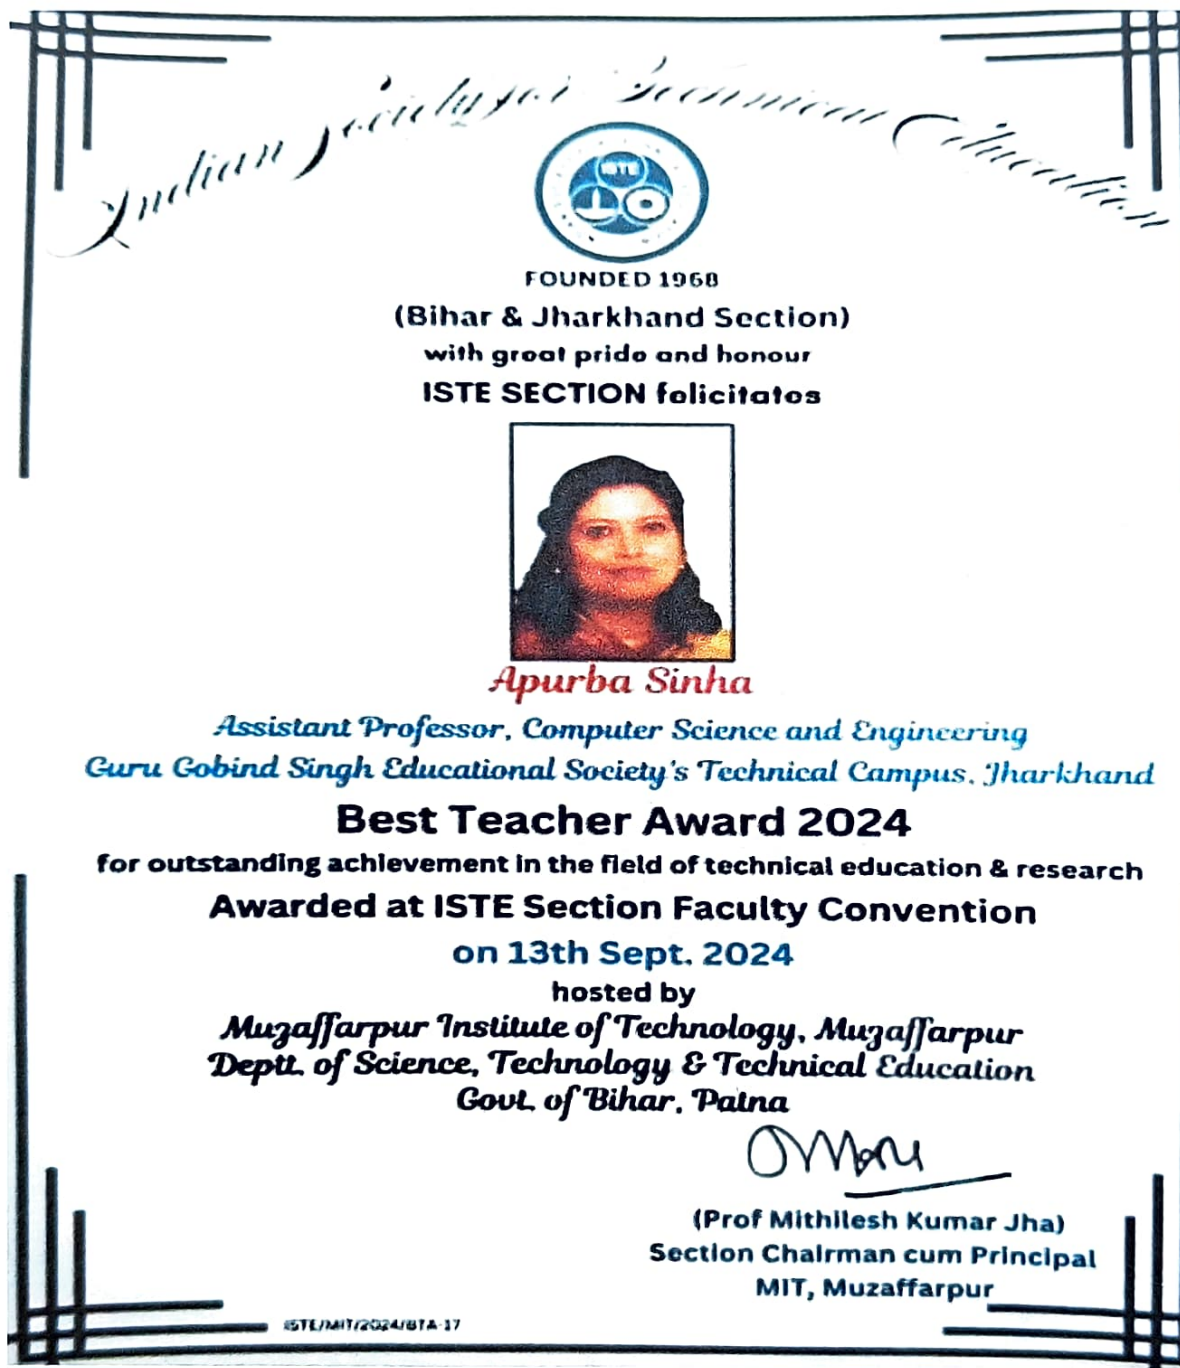 Indian Society for Technical Education
ISTE
FOUNDED 1968
(Bihar & Jharkhand Section)
with great pride and honour
ISTE SECTION felicitates
Apurba Sinha
Assistant Professor, Computer Science and Engineering
Guru Gobind Singh Educational Society's Technical Campus, Jharkhand
Best Teacher Award 2024
for outstanding achievement in the field of technical education & research
Awarded at ISTE Section Faculty Convention
on 13th Sept. 2024
hosted by
Muzaffarpur Institute of Technology, Muzaffarpur
Deptt. of Science, Technology & Technical Education
Govt. of Bihar, Patna
(Prof Mithilesh Kumar Jha)
Section Chairman cum Principal
MIT, Muzaffarpur
ISTE/MIT/2024/BTA-17